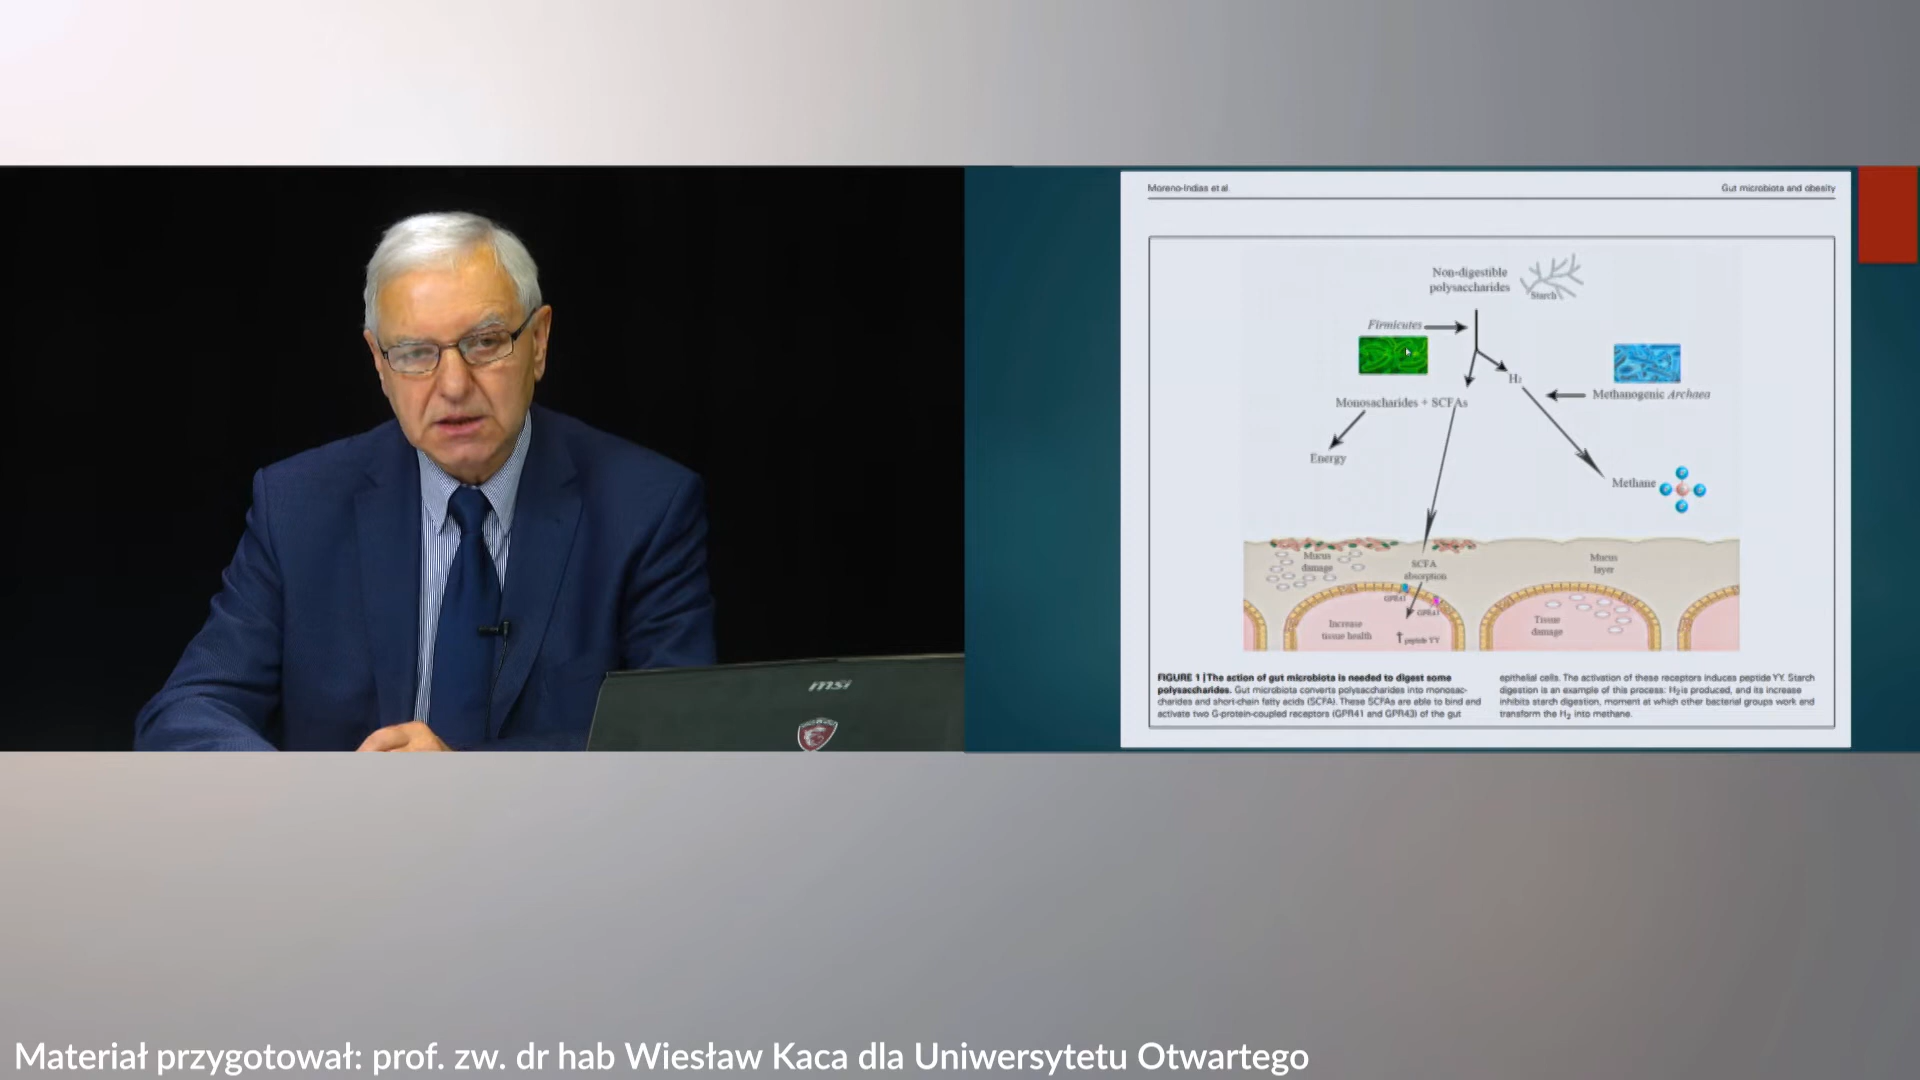 Moreno-Indias et al.
Gut microbiota and obesity
Non-digestible
polysaccharides
Starch
Firmicutes
H₂
Methanogenic Archaea
Monosacharides + SCFAs
Energy
Methane
Mucus
damage
SCFA
absorption
Mucus
layer
GPR41
Increase
tissue health
↑ peptide YY
Tissue
damage
FIGURE 1 | The action of gut microbiota is needed to digest some
polysaccharides. Gut microbiota converts polysaccharides into monosac-
charides and short-chain fatty acids (SCFA). These SCFAs are able to bind and
activate two G-protein-coupled receptors (GPR41 and GPR43) of the gut
epithelial cells. The activation of these receptors induces peptide YY. Starch
digestion is an example of this process: H₂ is produced, and its increase
inhibits starch digestion, moment at which other bacterial groups work and
transform the H₂ into methane.
msi
Materiał przygotował: prof. zw. dr hab Wiesław Kaca dla Uniwersytetu Otwartego